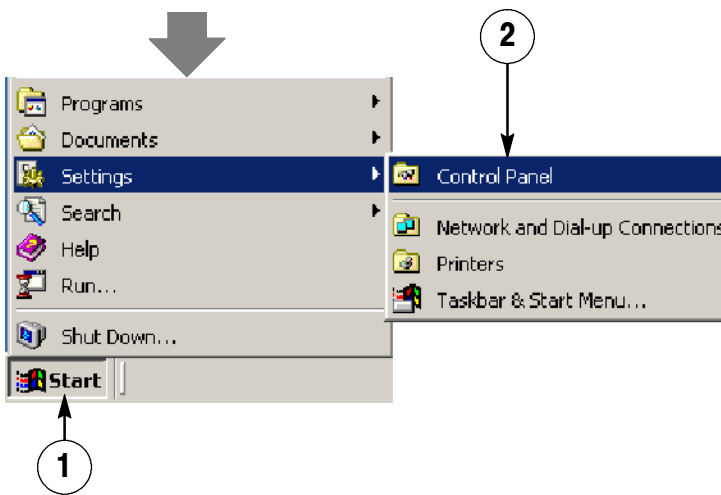 2
Programs
Documents
Settings
Control Panel
Search
Network and Dial-up Connections
Help
Printers
Run...
Taskbar & Start Menu...
Shut Down...
Start
1